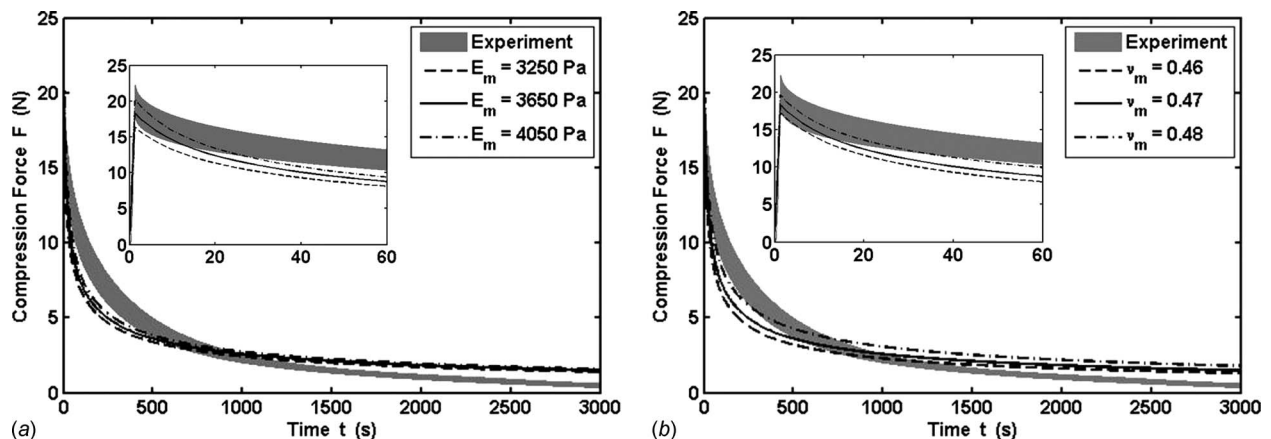 25
20
15
10
5
0
Compression Force F (N)
0 500 1000 1500 2000 2500 3000
Time t (s)
(a)
Experiment
E_m = 3250 Pa
E_m = 3650 Pa
E_m = 4050 Pa
25
20
15
10
5
0
0 20 40 60
25
20
15
10
5
0
Compression Force F (N)
0 500 1000 1500 2000 2500 3000
Time t (s)
(b)
Experiment
ν_m = 0.46
ν_m = 0.47
ν_m = 0.48
25
20
15
10
5
0
0 20 40 60